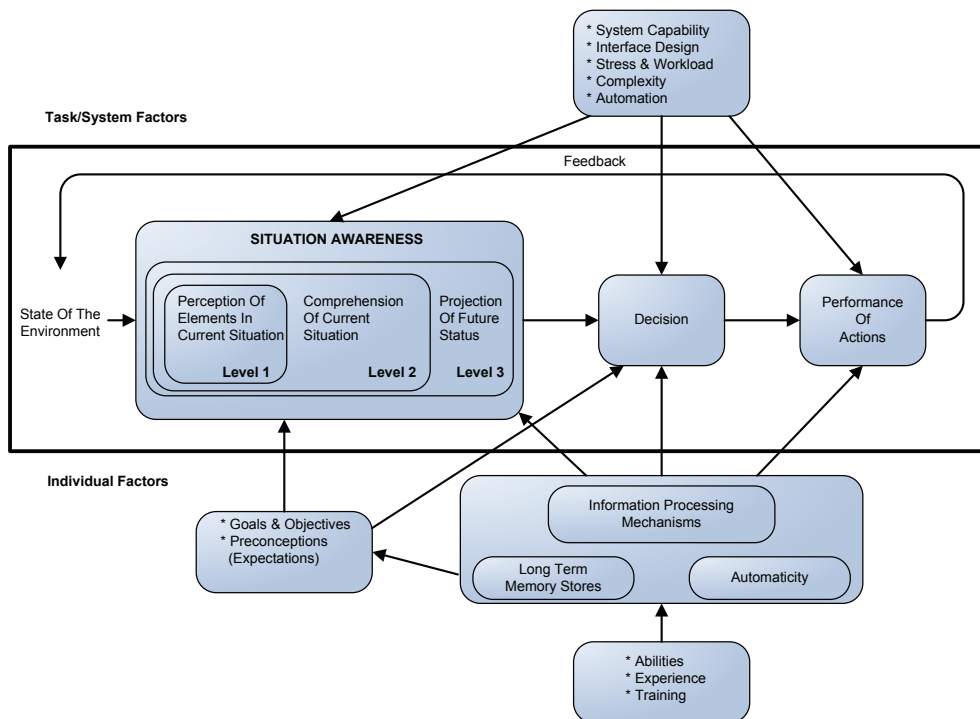 * System Capability
* Interface Design
* Stress & Workload
* Complexity
* Automation
Task/System Factors
Feedback
SITUATION AWARENESS
State Of The
Environment
Perception Of
Elements In
Current Situation
Level 1
Comprehension
Of Current
Situation
Level 2
Projection
Of Future
Status
Level 3
Decision
Performance
Of
Actions
Individual Factors
* Goals & Objectives
* Preconceptions
(Expectations)
Information Processing
Mechanisms
Long Term
Memory Stores
Automaticity
* Abilities
* Experience
* Training